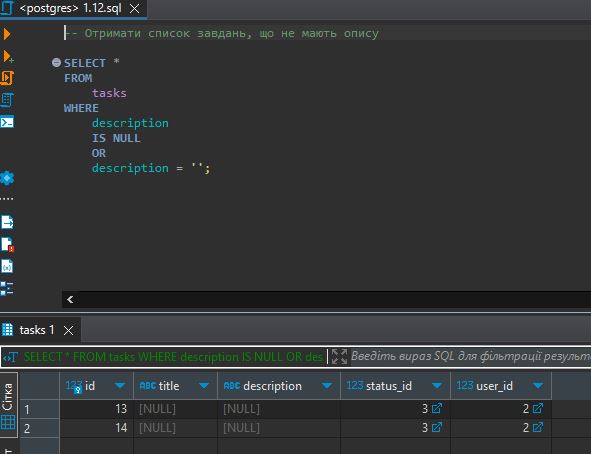 <postgres> 1.12.sql
-- Отримати список завдань, що не мають опису
SELECT *
FROM
tasks
WHERE
description
IS NULL
OR
description = '';
tasks 1
SELECT * FROM tasks WHERE description IS NULL OR des
Введіть вираз SQL для фільтрації результ
Сітка
123 id ABC title ABC description 123 status_id 123 user_id
1 13 [NULL] [NULL] 3 2
2 14 [NULL] [NULL] 3 2